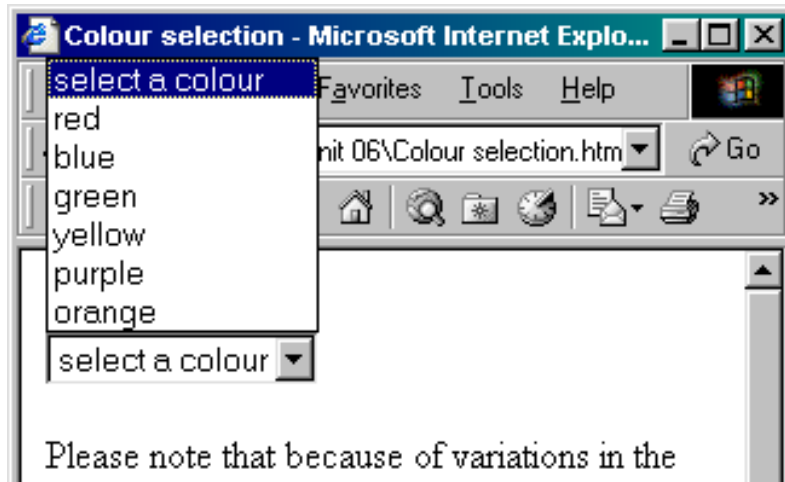 Colour selection - Microsoft Internet Explo...
select a colour
Favorites Tools Help
red
blue
nit 06\Colour selection.htm Go
green
yellow
purple
orange
select a colour
Please note that because of variations in the